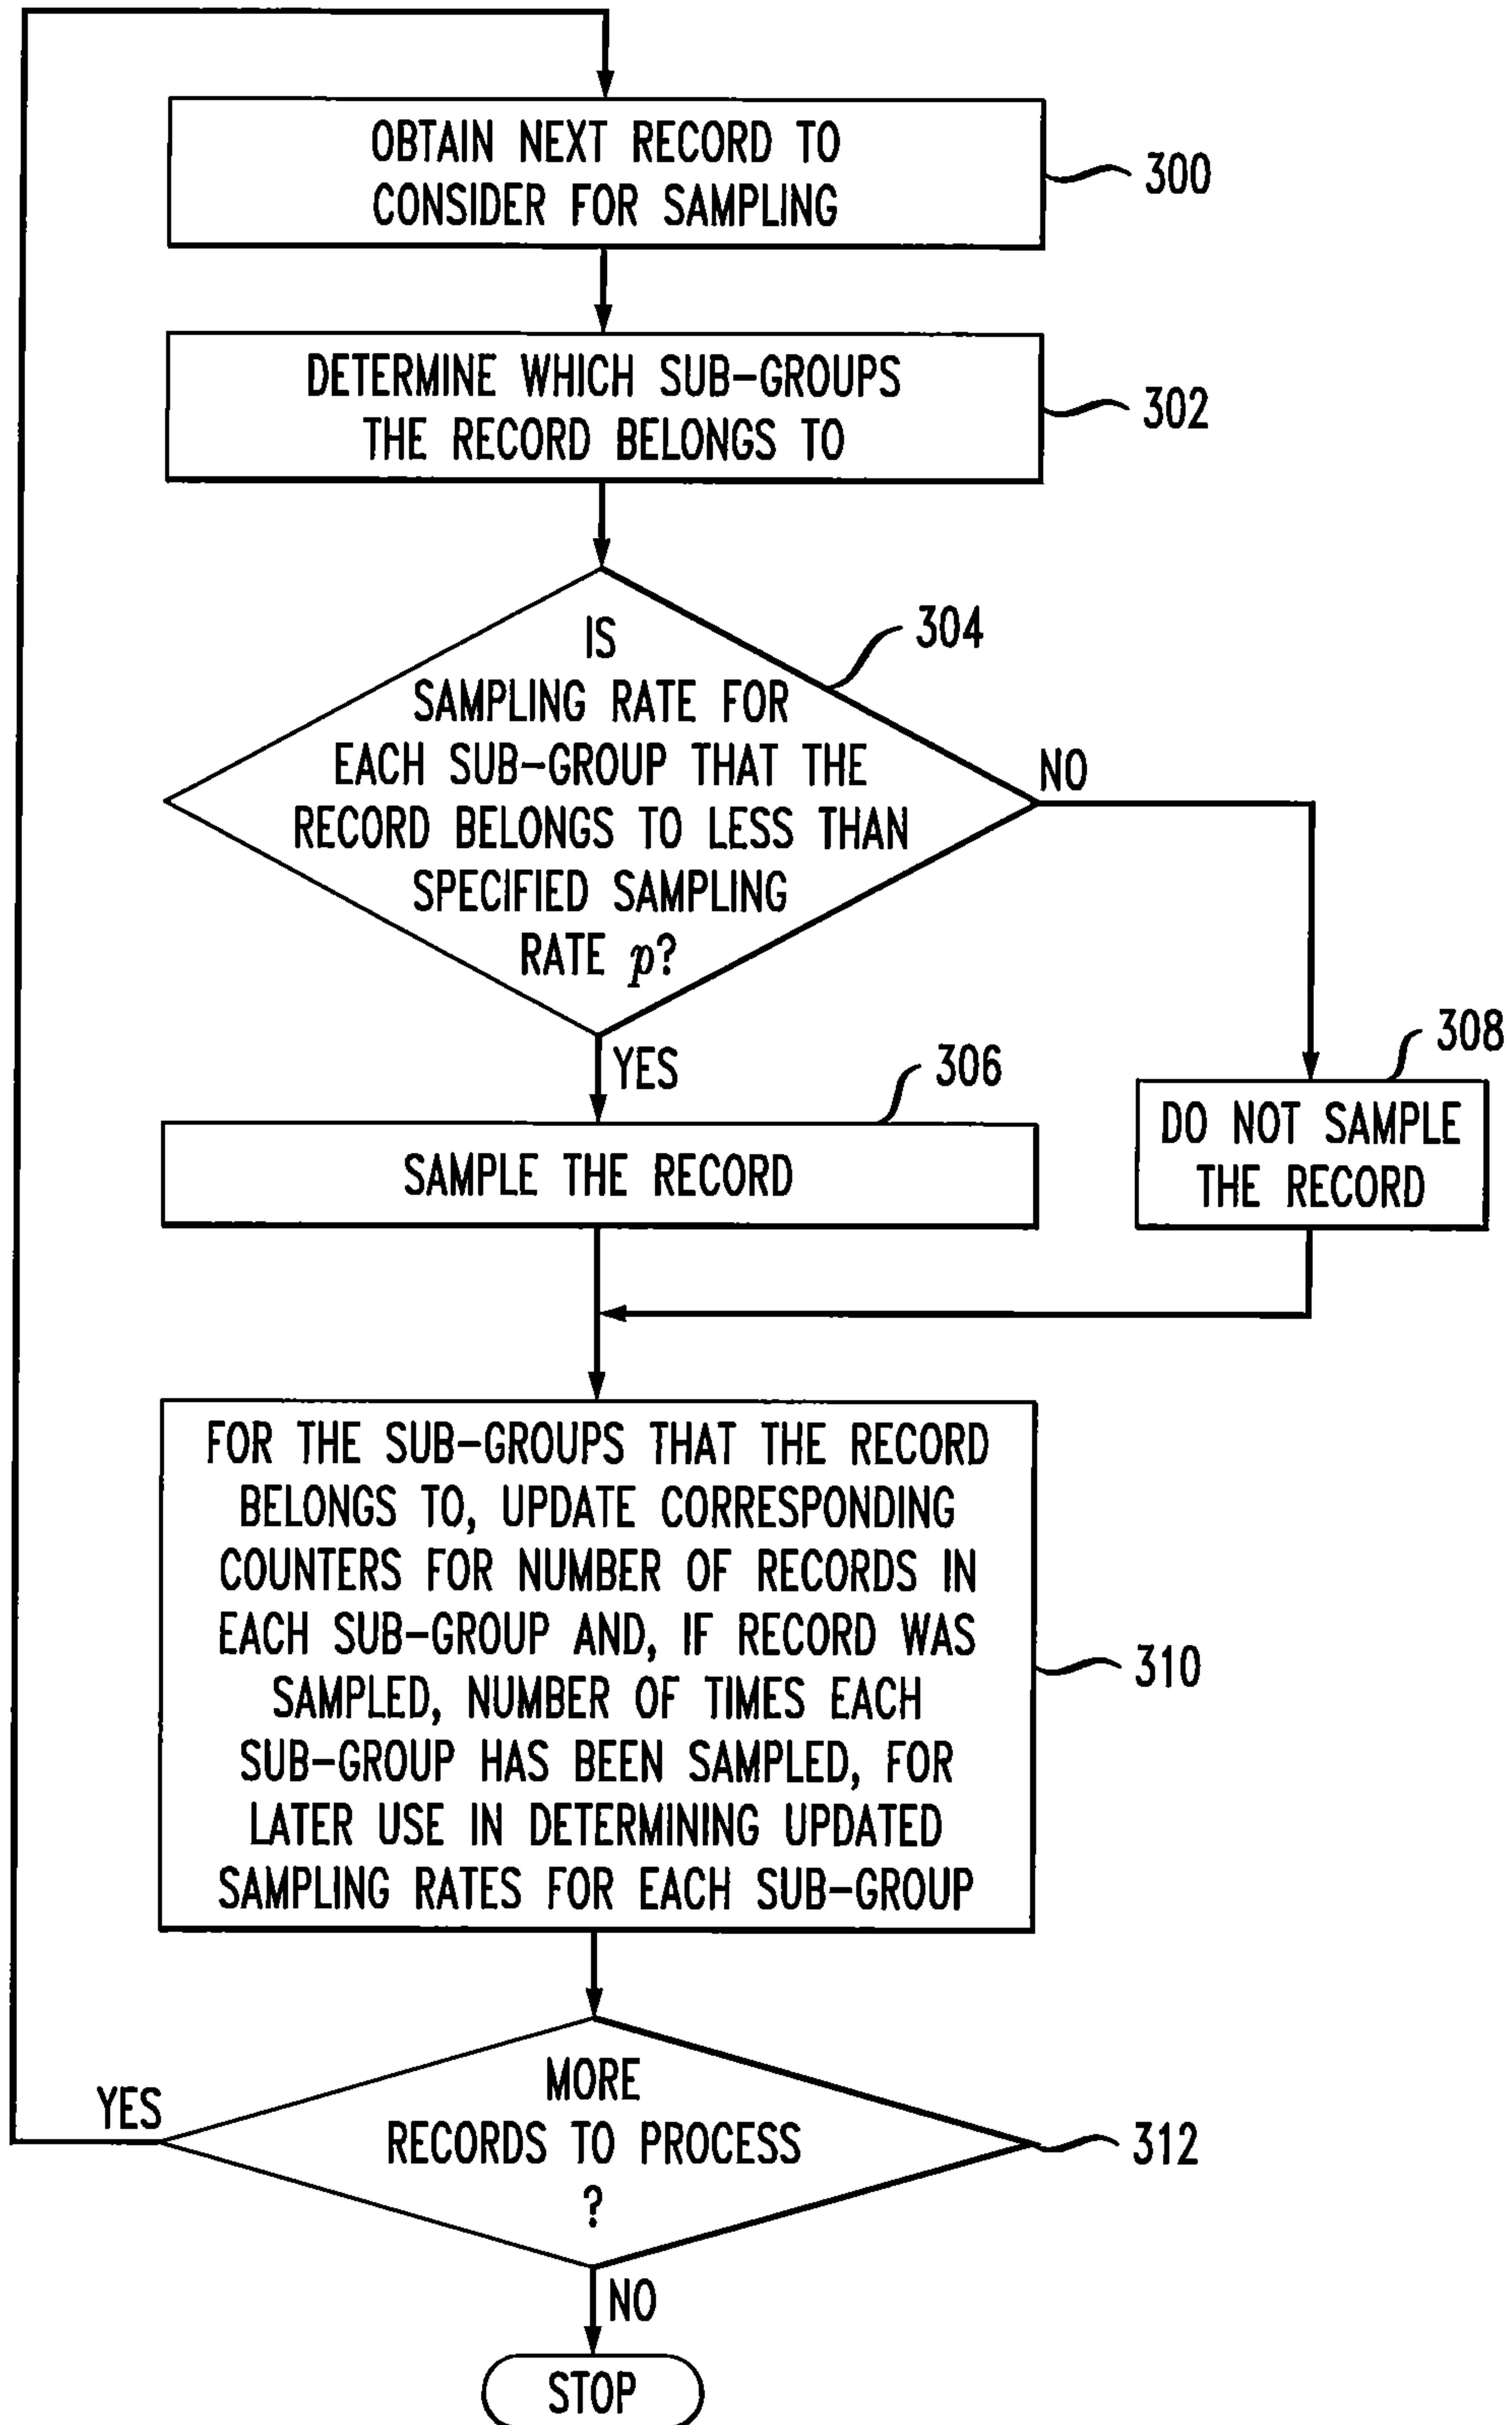 OBTAIN NEXT RECORD TO
CONSIDER FOR SAMPLING
300
DETERMINE WHICH SUB-GROUPS
THE RECORD BELONGS TO
302
IS
SAMPLING RATE FOR
EACH SUB-GROUP THAT THE
RECORD BELONGS TO LESS THAN
SPECIFIED SAMPLING
RATE p?
304
NO
YES
SAMPLE THE RECORD
306
DO NOT SAMPLE
THE RECORD
308
FOR THE SUB-GROUPS THAT THE RECORD
BELONGS TO, UPDATE CORRESPONDING
COUNTERS FOR NUMBER OF RECORDS IN
EACH SUB-GROUP AND, IF RECORD WAS
SAMPLED, NUMBER OF TIMES EACH
SUB-GROUP HAS BEEN SAMPLED, FOR
LATER USE IN DETERMINING UPDATED
SAMPLING RATES FOR EACH SUB-GROUP
310
YES
MORE
RECORDS TO PROCESS
?
312
NO
STOP